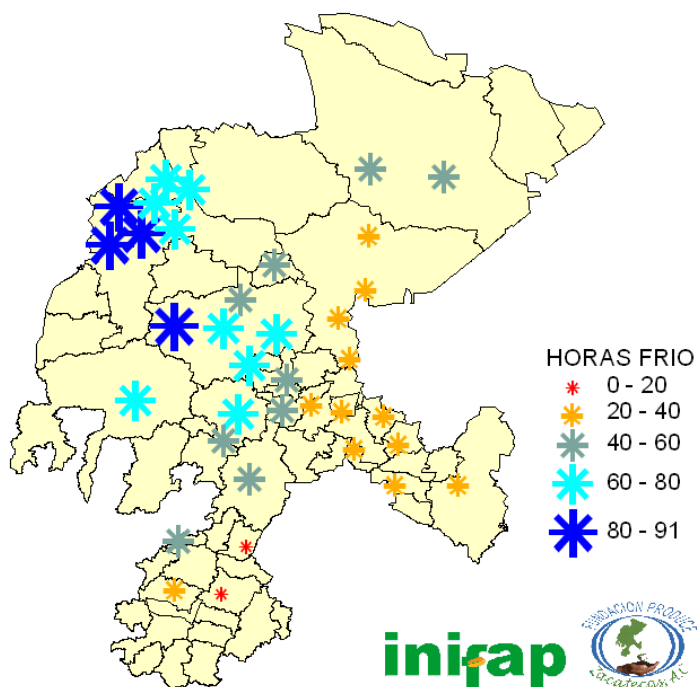 HORAS FRIO
0 - 20
20 - 40
40 - 60
60 - 80
80 - 91
inifap
FUNDACION PRODUCE
Zacatecas, A.C.